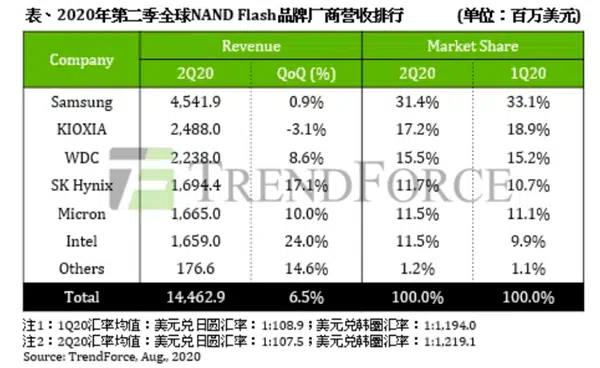 表、2020年第二季全球NAND Flash品牌厂商营收排行 (单位：百万美元)
Company Revenue Market Share
2Q20 QoQ (%) 2Q20 1Q20
Samsung 4,541.9 0.9% 31.4% 33.1%
KIOXIA 2,488.0 -3.1% 17.2% 18.9%
WDC 2,238.0 8.6% 15.5% 15.2%
SK Hynix 1,694.4 17.1% 11.7% 10.7%
Micron 1,665.0 10.0% 11.5% 11.1%
Intel 1,659.0 24.0% 11.5% 9.9%
Others 176.6 14.6% 1.2% 1.1%
Total 14,462.9 6.5% 100.0% 100.0%
TRENDFORCE
注1：1Q20汇率均值：美元兑日圆汇率：1:108.9；美元兑韩圜汇率：1:1,194.0
注2：2Q20汇率均值：美元兑日圆汇率：1:107.5；美元兑韩圜汇率：1:1,219.1
Source: TrendForce, Aug., 2020